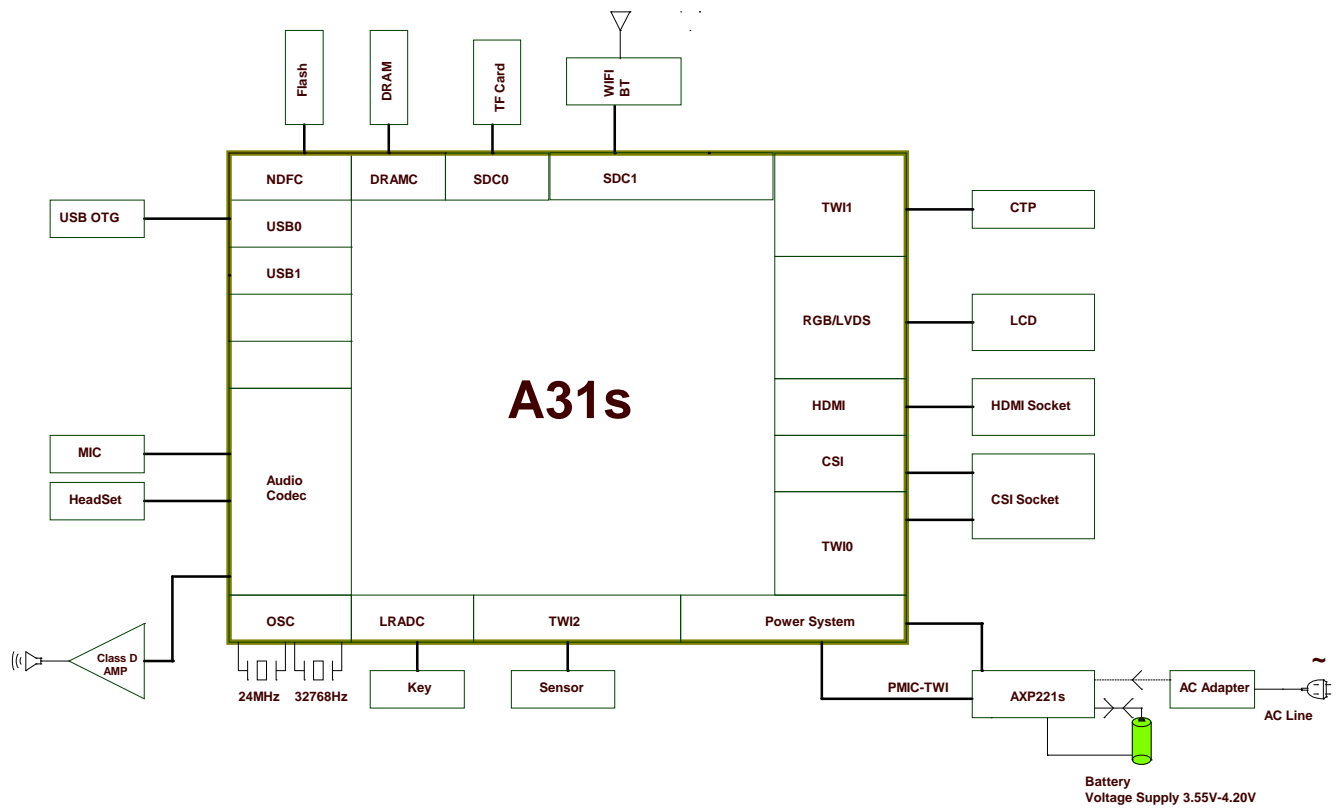 Flash
DRAM
TF Card
WIFI
BT
NDFC
DRAMC
SDC0
SDC1
USB OTG
USB0
USB1
TWI1
CTP
RGB/LVDS
LCD
A31s
HDMI
HDMI Socket
MIC
HeadSet
Audio
Codec
CSI
CSI Socket
TWI0
OSC
LRADC
TWI2
Power System
Class D
AMP
24MHz
32768Hz
Key
Sensor
PMIC-TWI
AXP221s
AC Adapter
~
AC Line
Battery
Voltage Supply 3.55V-4.20V